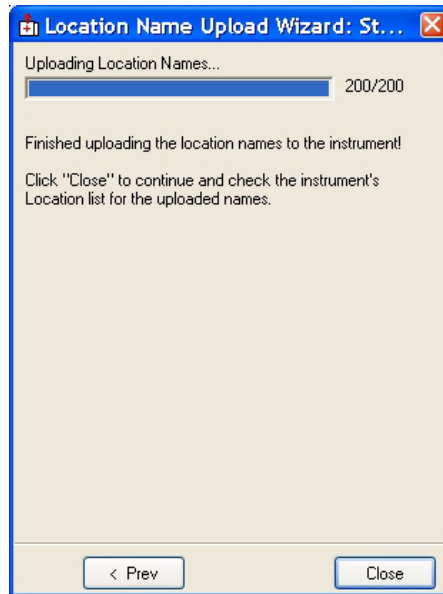 Location Name Upload Wizard: St...
Uploading Location Names...
200/200
Finished uploading the location names to the instrument!
Click "Close" to continue and check the instrument's
Location list for the uploaded names.
< Prev
Close